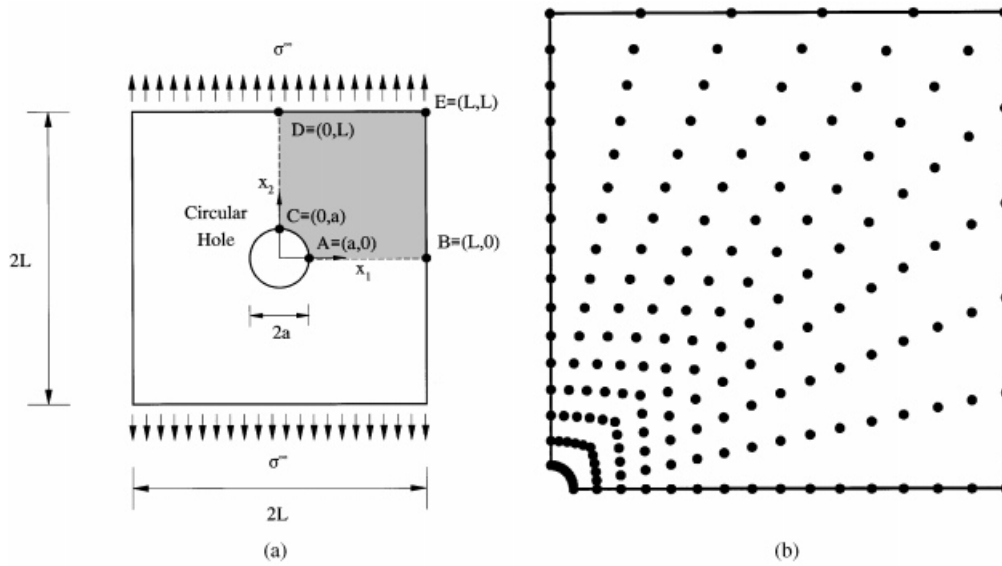 σ∞
E≡(L,L)
D≡(0,L)
x2
Circular
Hole
C≡(0,a)
A≡(a,0)
B≡(L,0)
x1
2L
2a
σ∞
2L
(a)
(b)